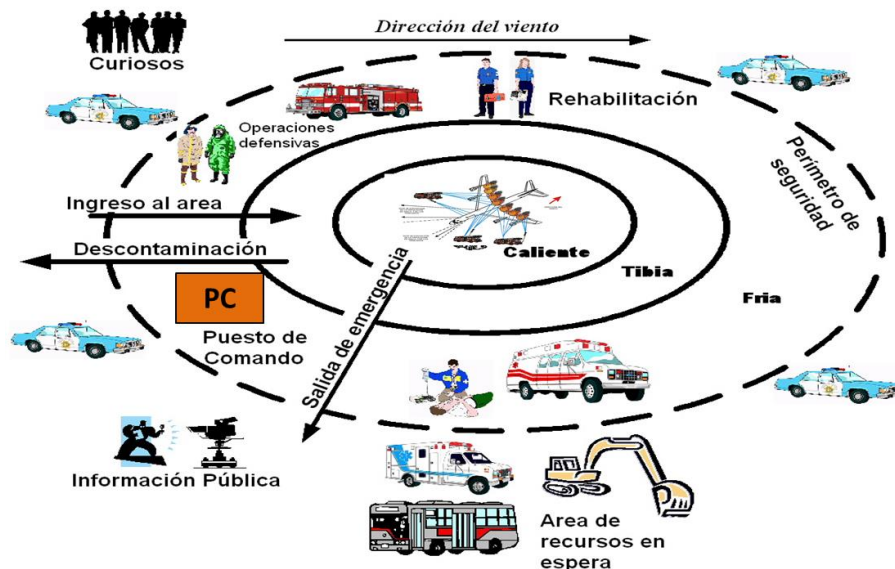 Dirección del viento
Curiosos
Rehabilitación
Operaciones
defensivas
Perimetro de
seguridad
Ingreso al area
Descontaminación
Caliente
Tibia
Fria
PC
Puesto de
Comando
Salida de emergencia
Información Pública
Area de
recursos en
espera